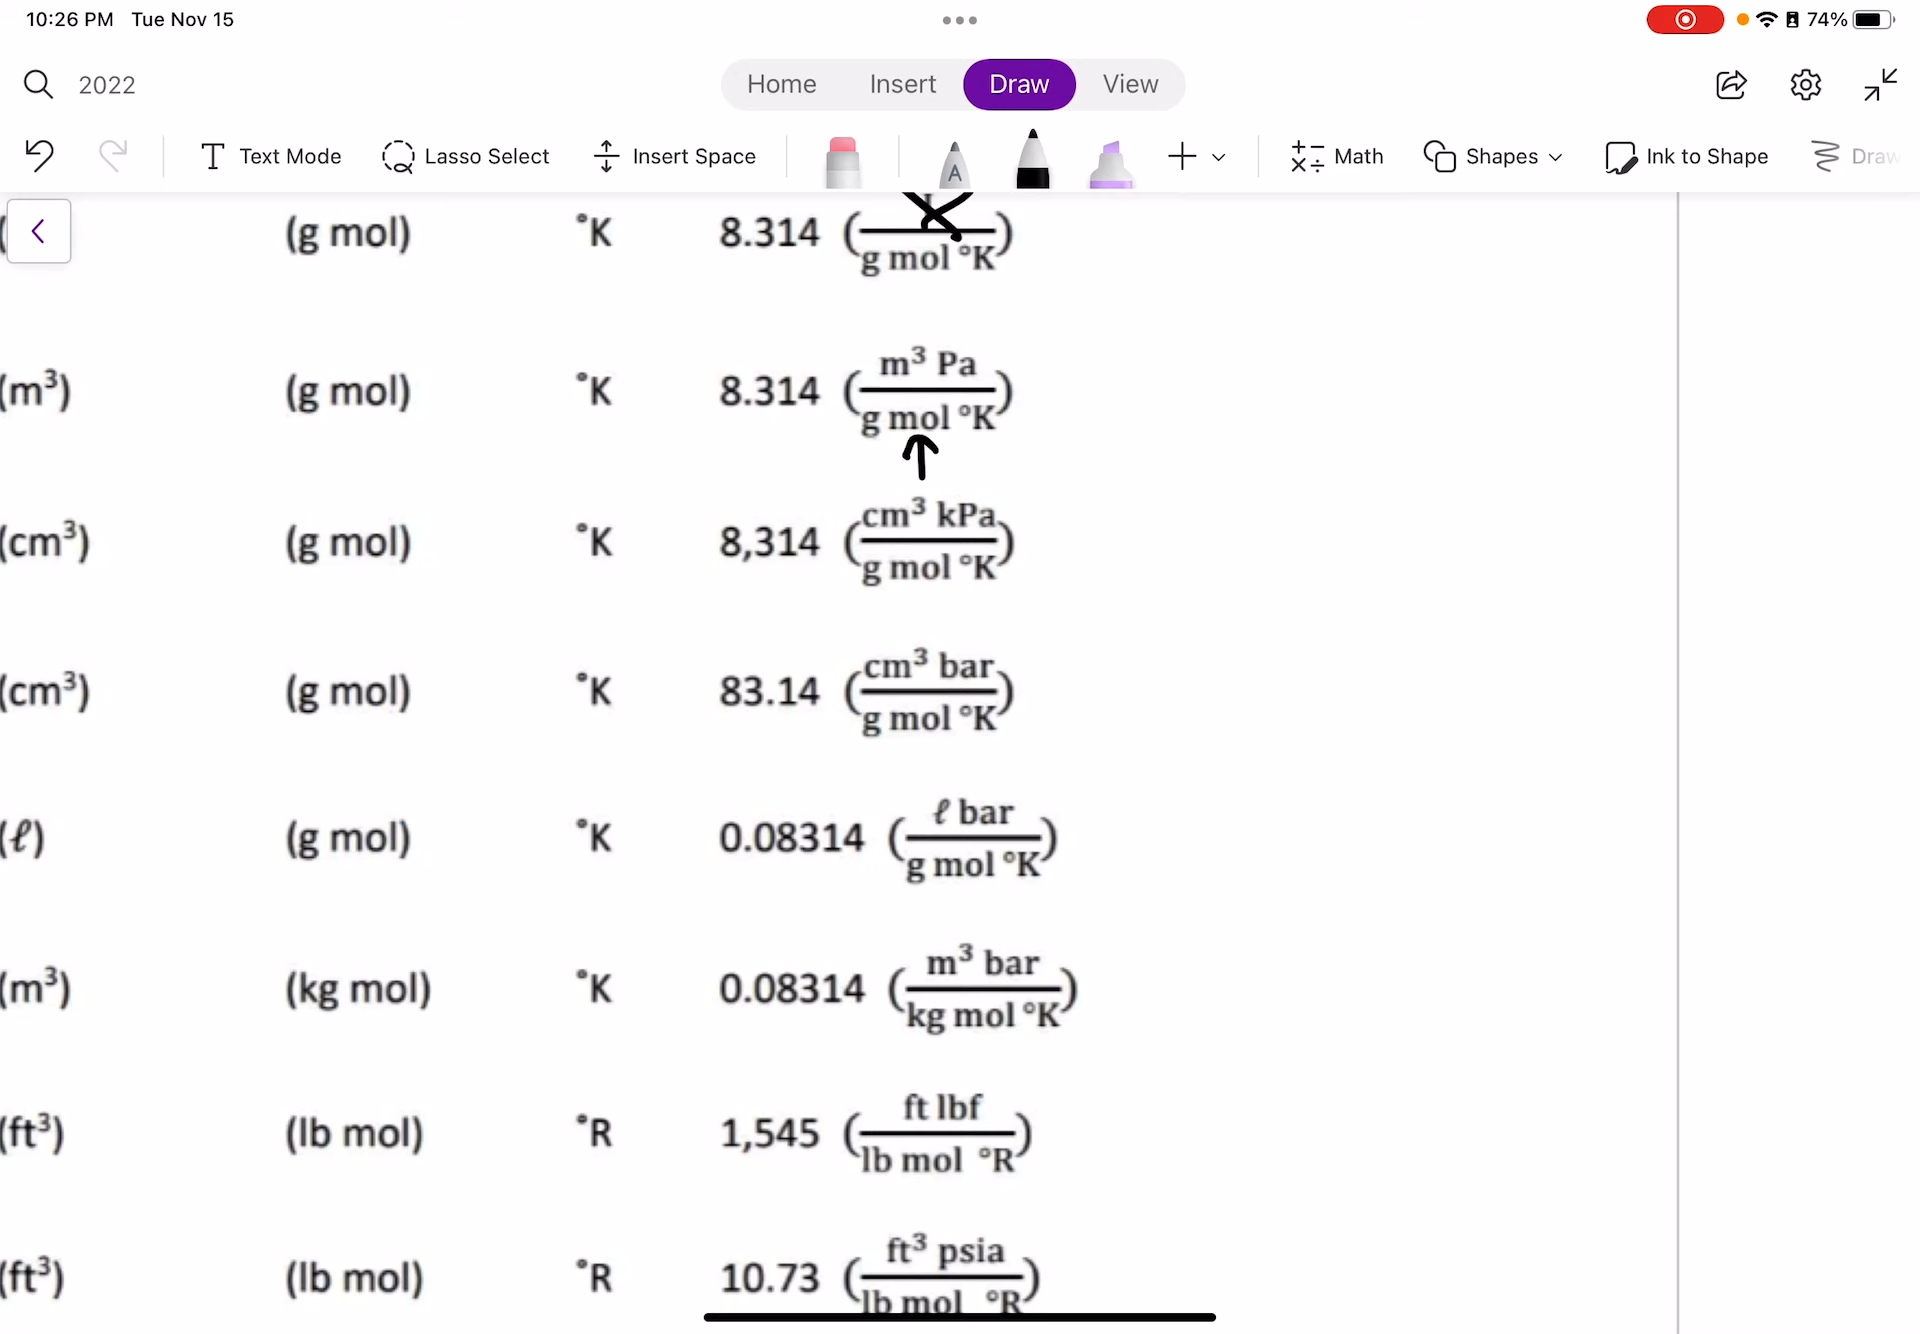 10:26 PM Tue Nov 15 74%
2022 Home Insert Draw View
Text Mode Lasso Select Insert Space A Math Shapes Ink to Shape Draw
(g mol) °K 8.314 ( / g mol °K)
(m³) (g mol) °K 8.314 (m³ Pa / g mol °K)
(cm³) (g mol) °K 8,314 (cm³ kPa / g mol °K)
(cm³) (g mol) °K 83.14 (cm³ bar / g mol °K)
(ℓ) (g mol) °K 0.08314 (ℓ bar / g mol °K)
(m³) (kg mol) °K 0.08314 (m³ bar / kg mol °K)
(ft³) (lb mol) °R 1,545 (ft lbf / lb mol °R)
(ft³) (lb mol) °R 10.73 (ft³ psia / lb mol °R)